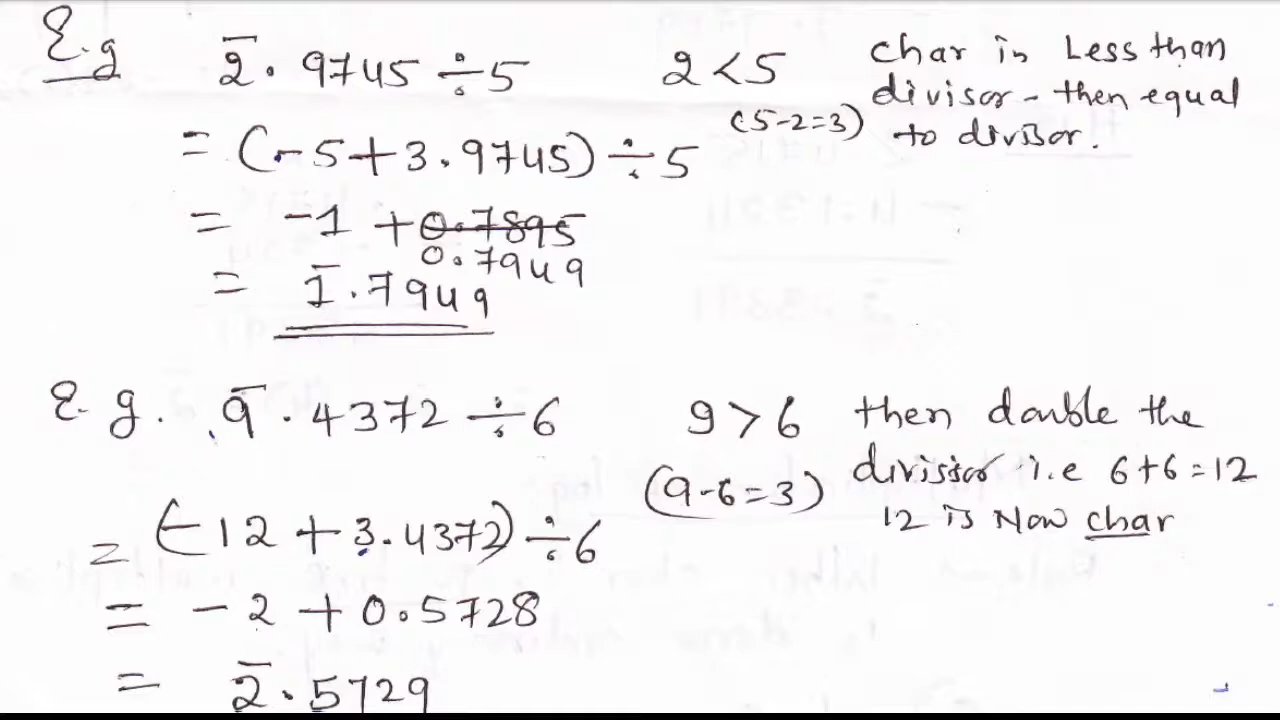 E.g 2̄.9745 ÷ 5 2 < 5 char in Less than
divisor - then equal
(5-2=3) to divisor.
= (-5 + 3.9745) ÷ 5
= -1 + 0.7895
0.7949
= 1̄.7949
E.g. 9̄.4372 ÷ 6 9 > 6 then double the
(9-6=3) divisor i.e 6+6=12
12 is Now char
= (-12 + 3.4372) ÷ 6
= -2 + 0.5728
= 2̄.5729